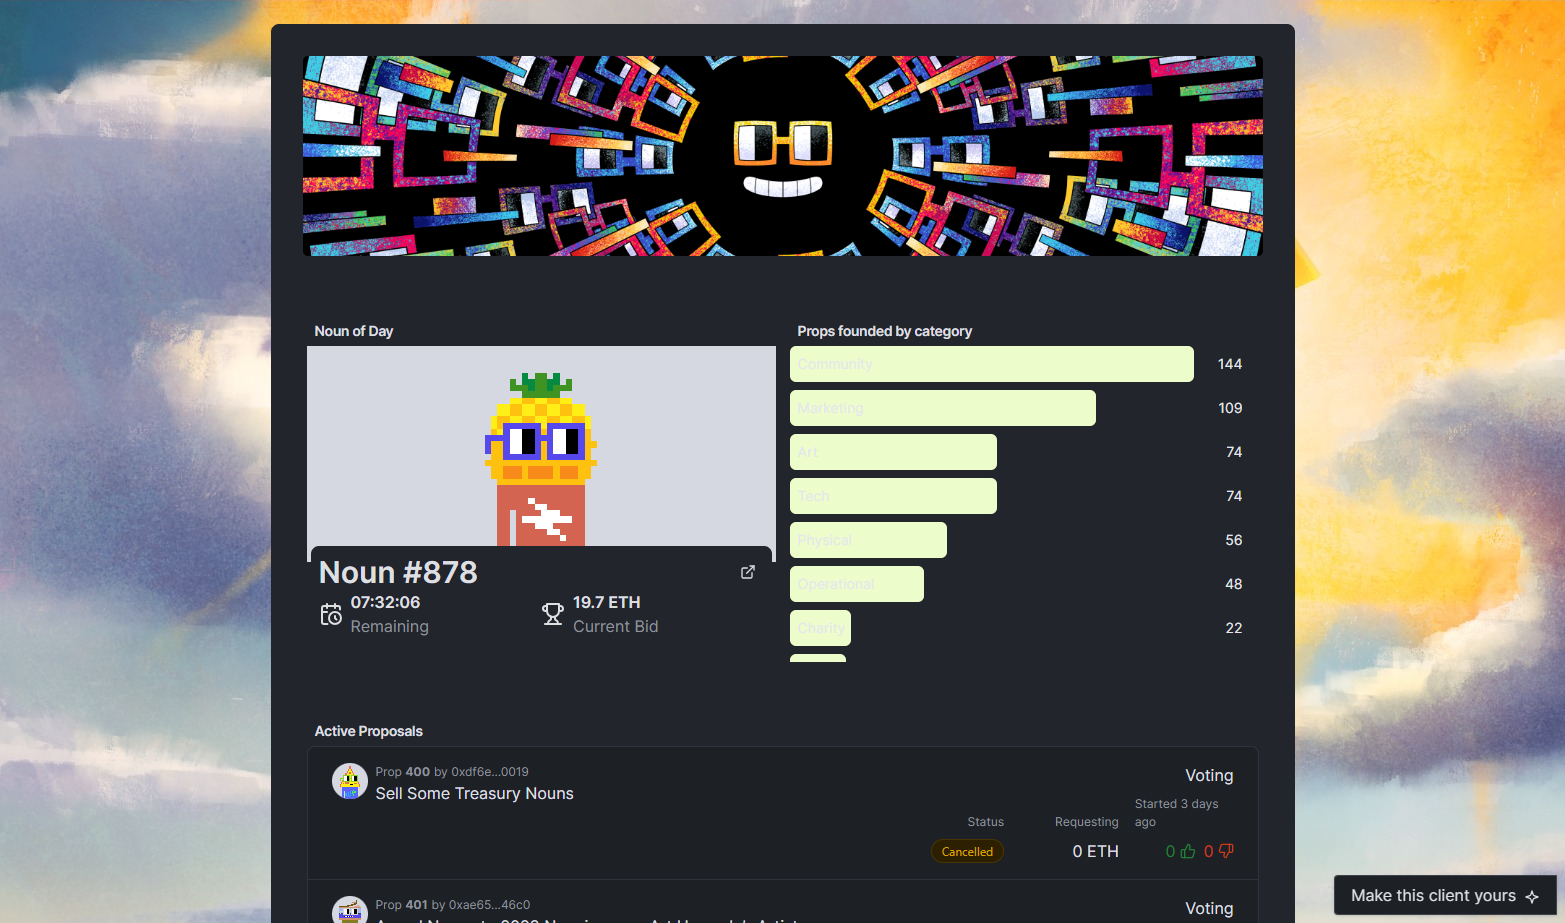 Noun of Day
Noun #878
07:32:06
Remaining
19.7 ETH
Current Bid
Props founded by category
Community 144
Marketing 109
Art 74
Tech 74
Physical 56
Operational 48
Charity 22
Active Proposals
Prop 400 by 0xdf6e...0019
Sell Some Treasury Nouns
Voting
Started 3 days
ago
Status
Requesting
Cancelled
0 ETH
0 0
Prop 401 by 0xae65...46c0
Voting
Make this client yours